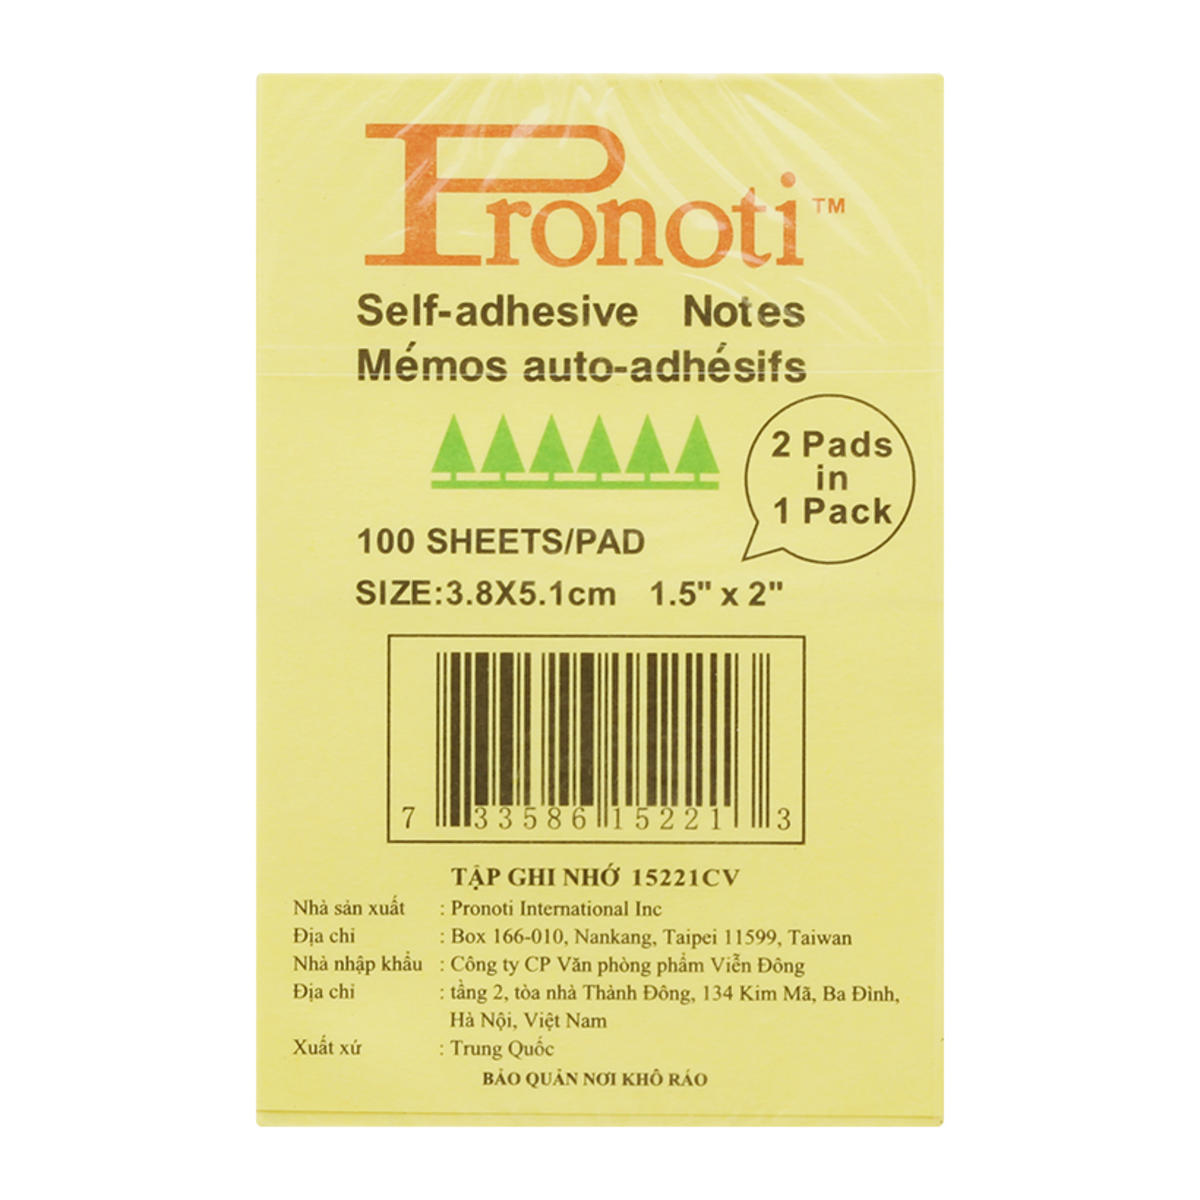 Pronoti™
Self-adhesive Notes
Mémos auto-adhésifs
2 Pads
in
1 Pack
100 SHEETS/PAD
SIZE:3.8X5.1cm 1.5" x 2"
7 33586 15221 3
TẬP GHI NHỚ 15221CV
Nhà sản xuất : Pronoti International Inc
Địa chỉ : Box 166-010, Nankang, Taipei 11599, Taiwan
Nhà nhập khẩu : Công ty CP Văn phòng phẩm Viễn Đông
Địa chỉ : tầng 2, tòa nhà Thành Đông, 134 Kim Mã, Ba Đình,
Hà Nội, Việt Nam
Xuất xứ : Trung Quốc
BẢO QUẢN NƠI KHÔ RÁO